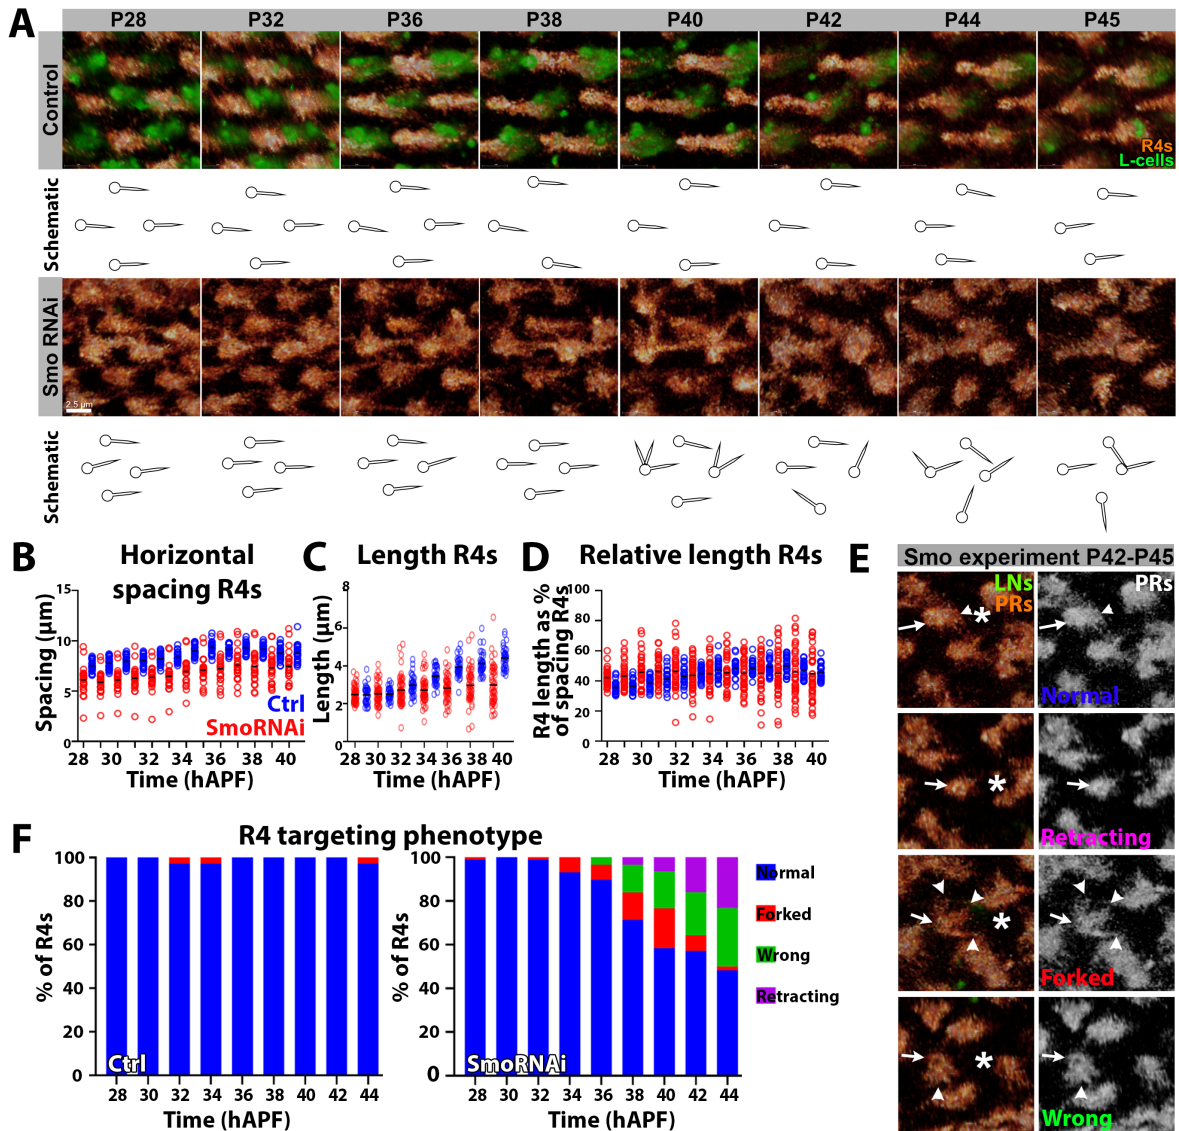 A
P28 P32 P36 P38 P40 P42 P44 P45
Control
R4s
L-cells
Schematic
Smo RNAi
2.5 µm
Schematic
B
Horizontal
spacing R4s
Spacing (µm)
15
10
5
0
Ctrl
SmoRNAi
28 30 32 34 36 38 40
Time (hAPF)
C
Length R4s
Length (µm)
8
6
4
2
0
28 30 32 34 36 38 40
Time (hAPF)
D
Relative length R4s
R4 length as %
of spacing R4s
100
80
60
40
20
0
28 30 32 34 36 38 40
Time (hAPF)
E
Smo experiment P42-P45
LNs
PRs
PRs
*
Normal
*
Retracting
*
Forked
*
Wrong
F
R4 targeting phenotype
% of R4s
100
80
60
40
20
0
Ctrl
28 30 32 34 36 38 40 42 44
Time (hAPF)
% of R4s
100
80
60
40
20
0
SmoRNAi
28 30 32 34 36 38 40 42 44
Time (hAPF)
Normal
Forked
Wrong
Retracting